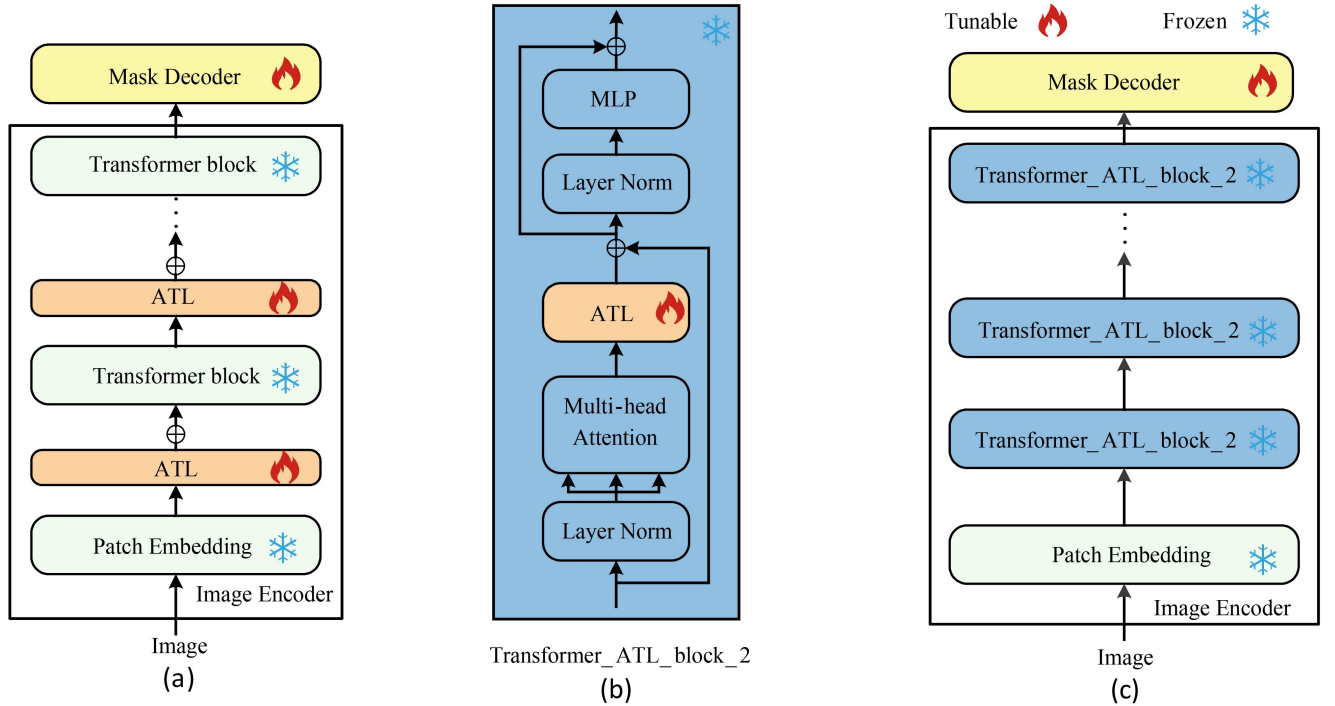 Mask Decoder
Transformer block
ATL
Transformer block
ATL
Patch Embedding
Image Encoder
Image
(a)
MLP
Layer Norm
ATL
Multi-head
Attention
Layer Norm
Transformer_ATL_block_2
(b)
Tunable
Frozen
Mask Decoder
Transformer_ATL_block_2
Transformer_ATL_block_2
Transformer_ATL_block_2
Patch Embedding
Image Encoder
Image
(c)